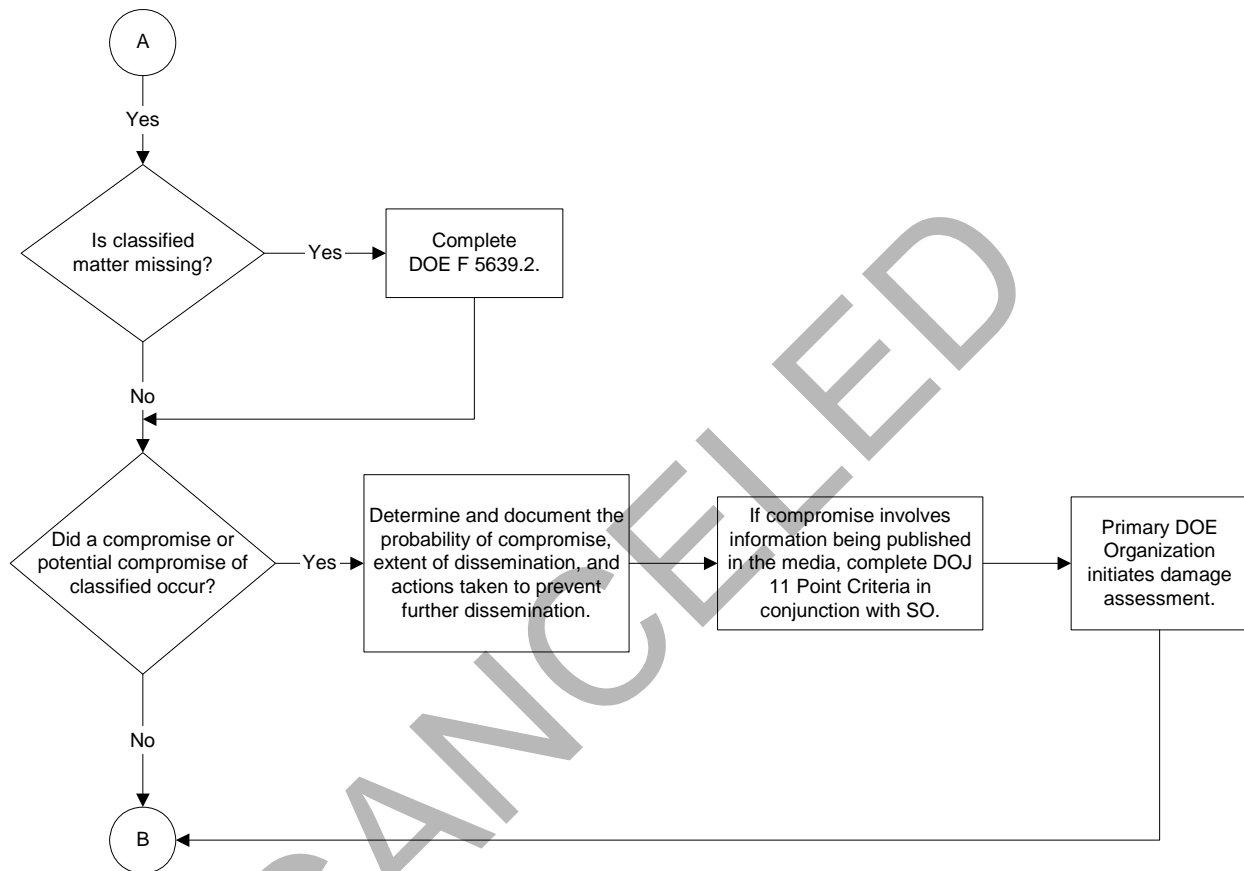 A
Yes
Is classified
matter missing?
Yes
Complete
DOE F 5639.2.
No
Did a compromise or
potential compromise of
classified occur?
Yes
Determine and document the
probability of compromise,
extent of dissemination, and
actions taken to prevent
further dissemination.
If compromise involves
information being published
in the media, complete DOJ
11 Point Criteria in
conjunction with SO.
Primary DOE
Organization
initiates damage
assessment.
No
B
CANCELED